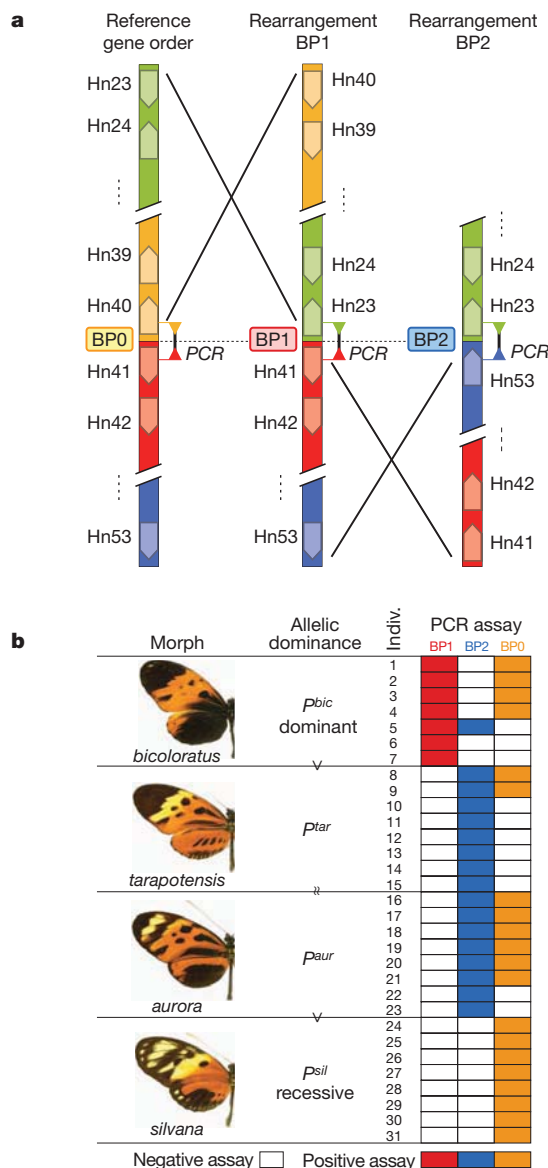 a
Reference gene order
Rearrangement BP1
Rearrangement BP2
Hn23
Hn24
Hn39
Hn40
BP0
PCR
Hn41
Hn42
Hn53
Hn40
Hn39
Hn24
Hn23
BP1
PCR
Hn41
Hn42
Hn53
Hn24
Hn23
BP2
PCR
Hn53
Hn42
Hn41
b
Morph
Allelic dominance
Indiv.
PCR assay
BP1 BP2 BP0
bicoloratus
Pbic dominant
1
2
3
4
5
6
7
v
tarapotensis
Ptar
8
9
10
11
12
13
14
15
≈
aurora
Paur
16
17
18
19
20
21
22
23
v
silvana
Psil recessive
24
25
26
27
28
29
30
31
Negative assay Positive assay